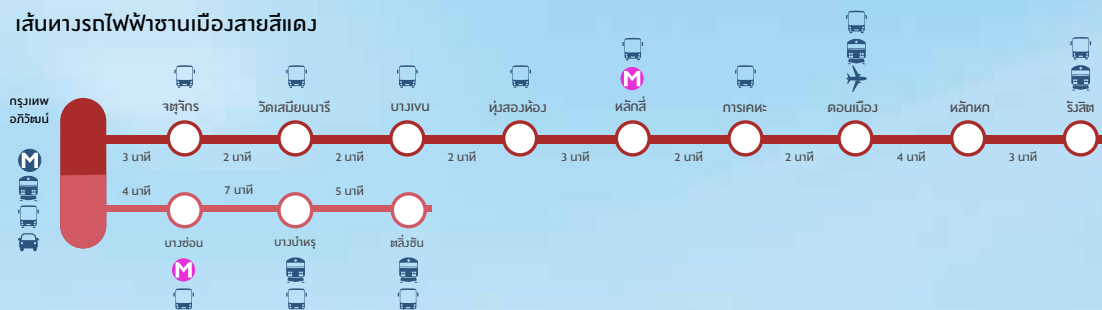 เส้นทางรถไฟฟ้าชานเมืองสายสีแดง
กรุงเทพ
อภิวัฒน์
M
จตุจักร
วัดเสมียนนารี
บางเขน
ทุ่งสองห้อง
M
หลักสี่
การเคหะ
ดอนเมือง
หลักหก
รังสิต
3 นาที
2 นาที
2 นาที
2 นาที
3 นาที
2 นาที
2 นาที
4 นาที
3 นาที
4 นาที
7 นาที
5 นาที
บางซ่อน
บางบำหรุ
ตลิ่งชัน
M